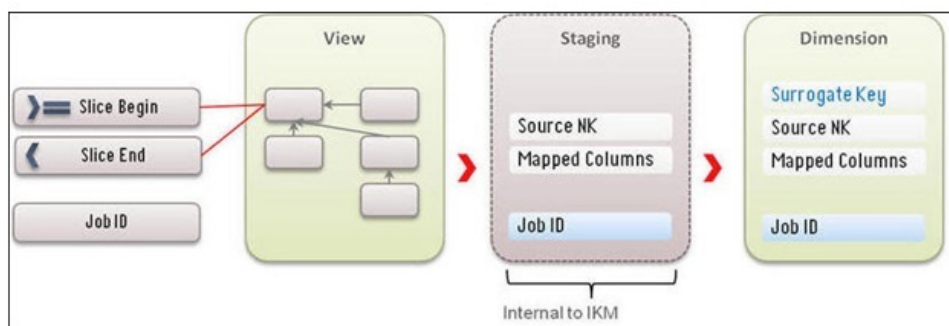 View
Staging
Dimension
Slice Begin
Slice End
Job ID
Source NK
Mapped Columns
Job ID
Surrogate Key
Source NK
Mapped Columns
Job ID
Internal to IKM